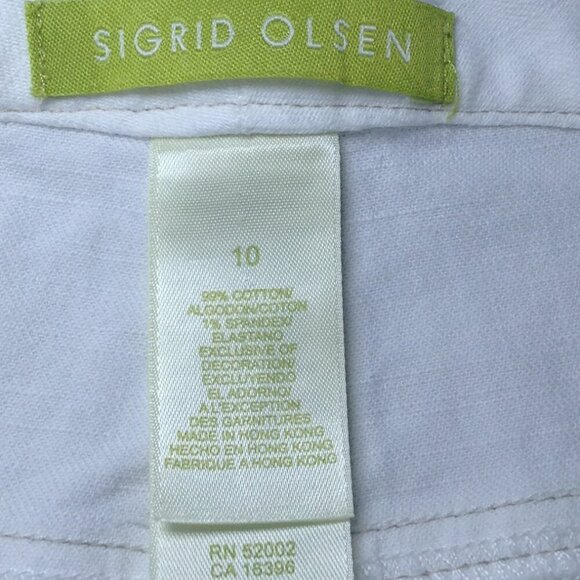 SIGRID OLSEN
10
99% COTTON/
ALGODON/COTON
1% SPANDEX/
ELASTANO
EXCLUSIVE OF
DECORATION
EXCLUYENDO
EL ADORNO/
A L'EXCEPTION
DES GARNITURES
MADE IN HONG KONG
HECHO EN HONG KONG
FABRIQUE A HONG KONG
RN 52002
CA 16396